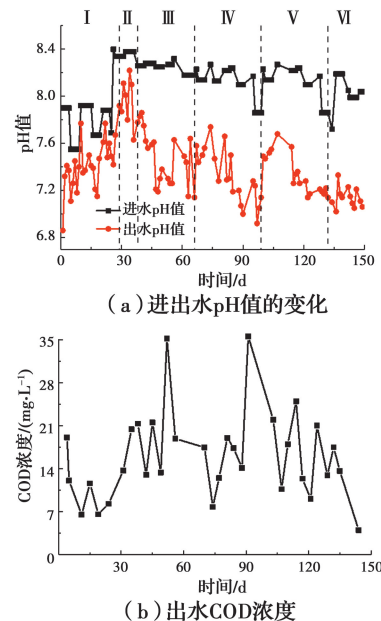 (a)
Ⅰ Ⅱ Ⅲ Ⅳ Ⅴ Ⅵ
8.4
8.0
7.6
7.2
6.8
pH值
进水pH值
出水pH值
0 30 60 90 120 150
时间/d
(a)进出水pH值的变化
35
28
21
14
7
0
COD浓度/(mg·L⁻¹)
0 30 60 90 120 150
时间/d
(b)出水COD浓度